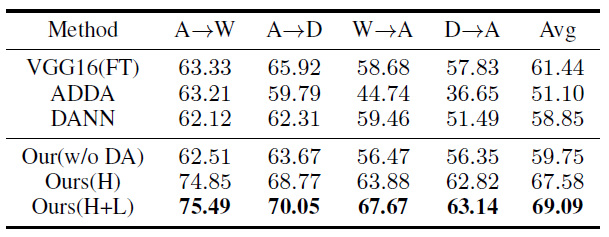 Method A→W A→D W→A D→A Avg
VGG16(FT) 63.33 65.92 58.68 57.83 61.44
ADDA 63.21 59.79 44.74 36.65 51.10
DANN 62.12 62.31 59.46 51.49 58.85
Our(w/o DA) 62.51 63.67 56.47 56.35 59.75
Ours(H) 74.85 68.77 63.88 62.82 67.58
Ours(H+L) 75.49 70.05 67.67 63.14 69.09